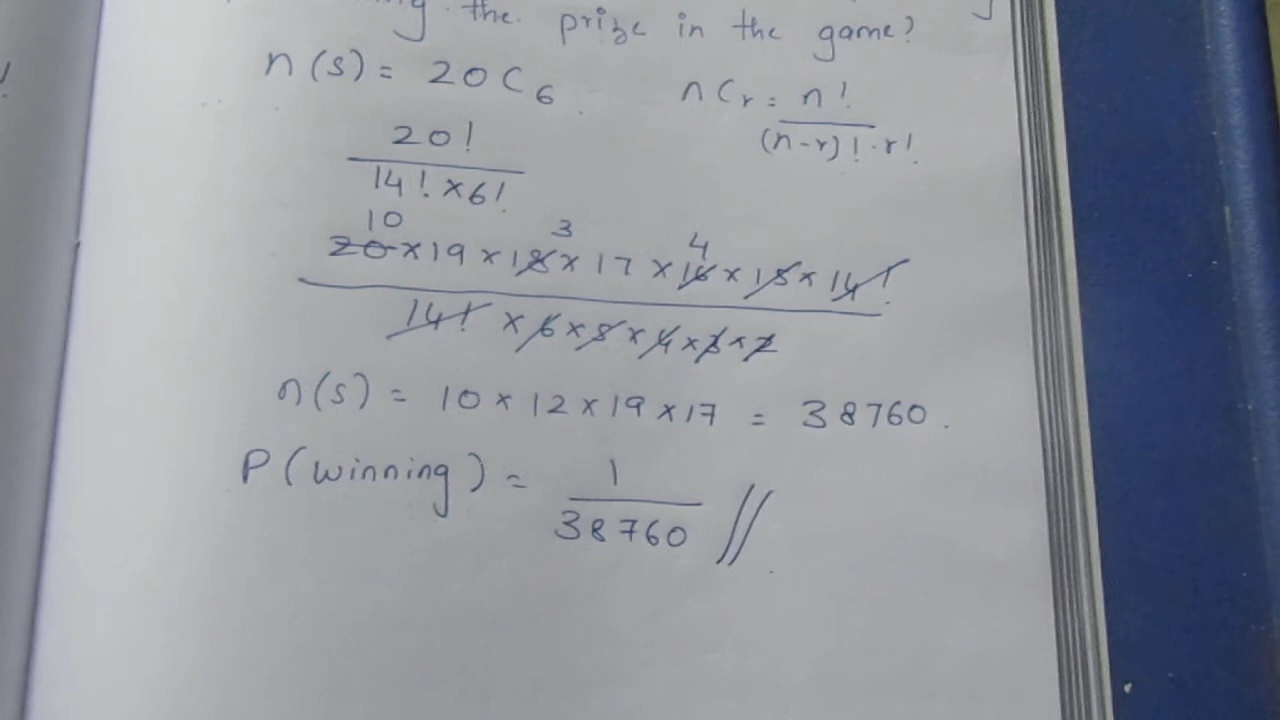 the prize in the game?
n(s) = 20C6
nCr = n! / (n-r)! · r!
20! / 14! × 6!
10 3 4
20 × 19 × 18 × 17 × 16 × 15 × 14!
14! × 6 × 5 × 4 × 3 × 2
n(s) = 10 × 12 × 19 × 17 = 38760.
P(winning) = 1 / 38760 //